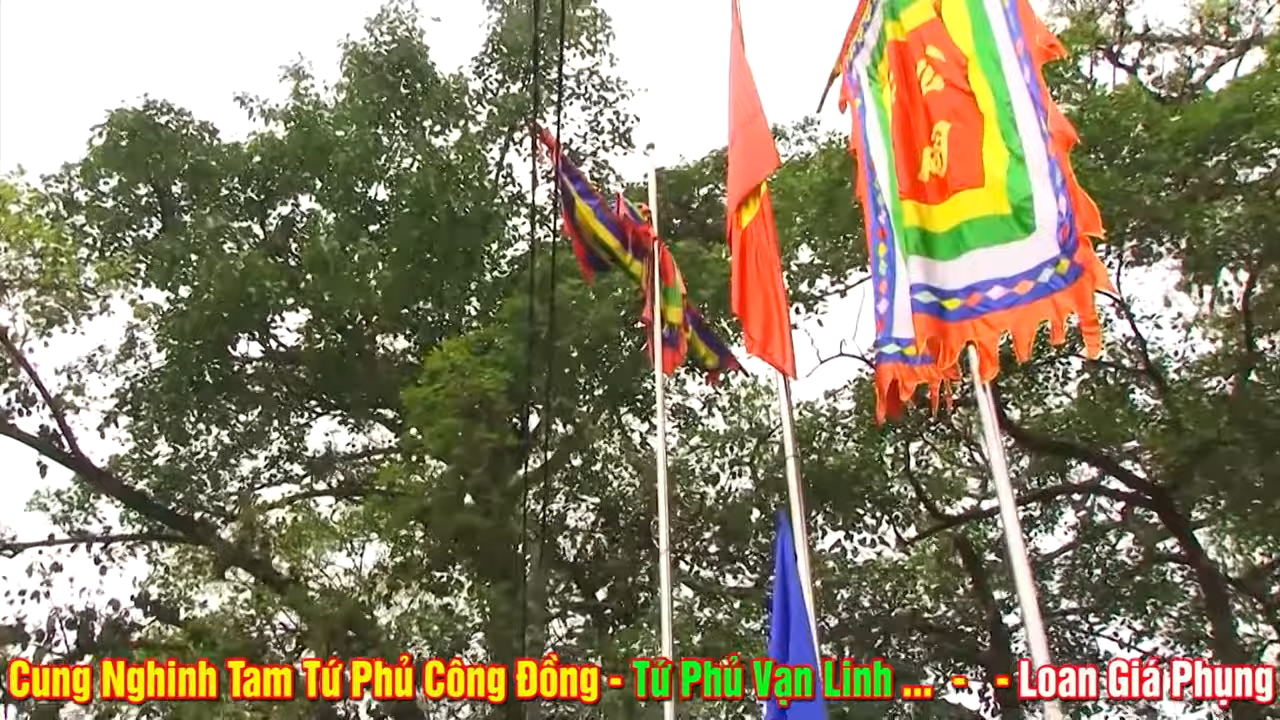 Cung Nghinh Tam Tứ Phủ Công Đồng - Tứ Phủ Vạn Linh ... - - Loan Giá Phụng